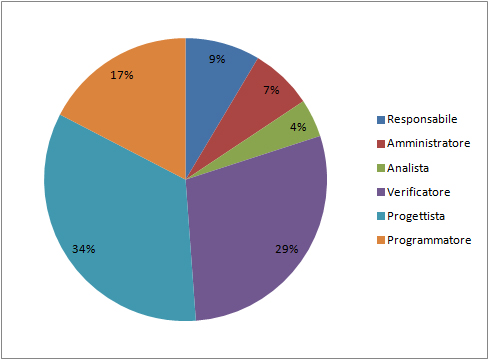 9%
7%
4%
29%
34%
17%
Responsabile
Amministratore
Analista
Verificatore
Progettista
Programmatore